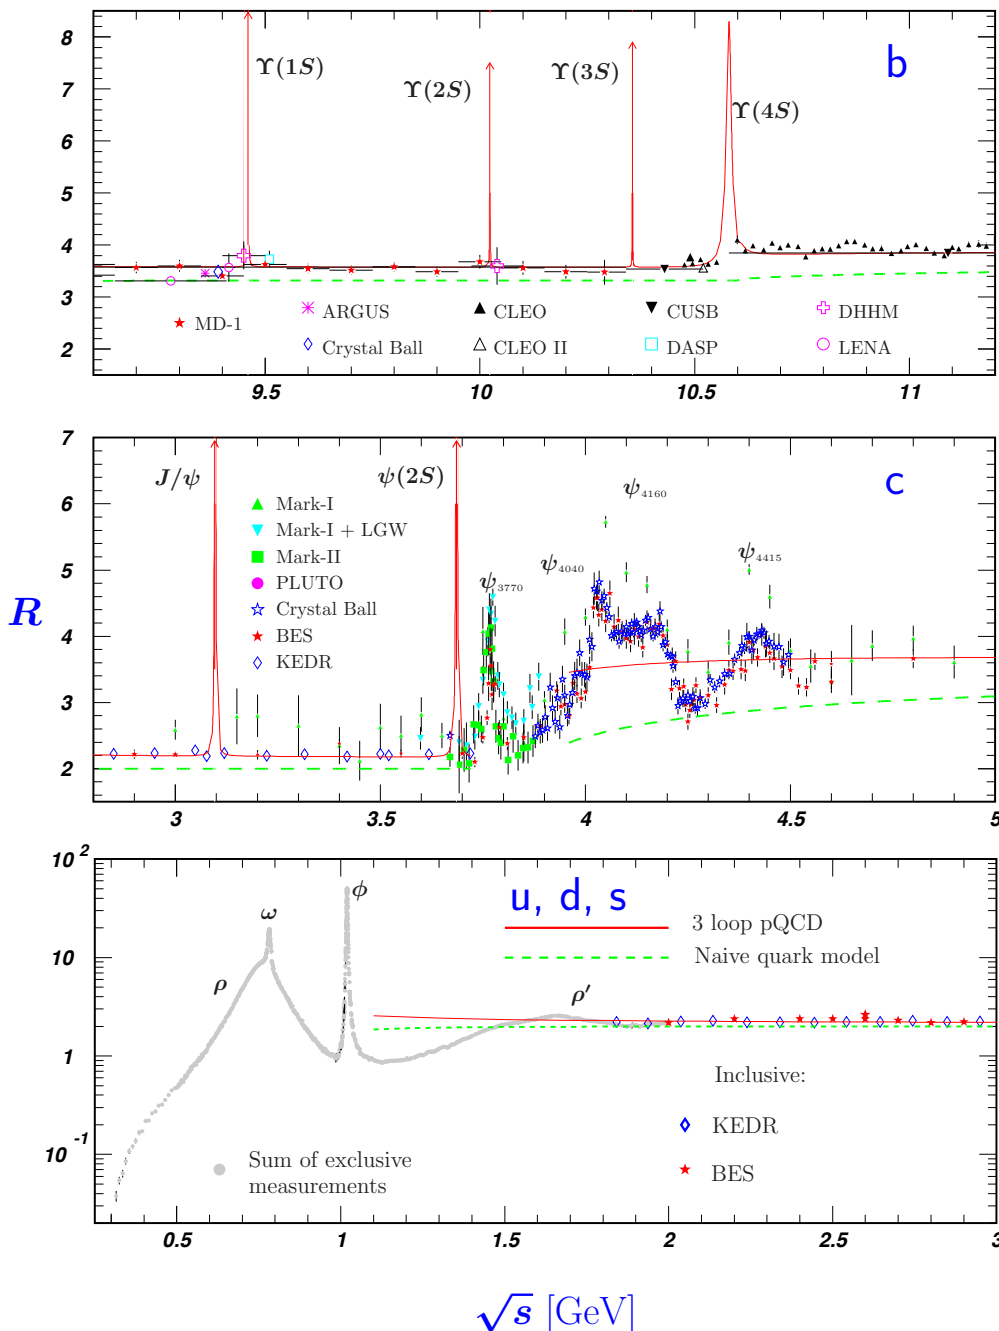 8
7
6
5
4
3
2
ϒ(1S)
ϒ(2S)
ϒ(3S)
ϒ(4S)
b
MD-1
ARGUS
CLEO
CUSB
DHHM
Crystal Ball
CLEO II
DASP
LENA
9.5 10 10.5 11
R
7
6
5
4
3
2
J/ψ
ψ(2S)
ψ3770
ψ4040
ψ4160
ψ4415
c
Mark-I
Mark-I + LGW
Mark-II
PLUTO
Crystal Ball
BES
KEDR
3 3.5 4 4.5 5
10²
10
1
10⁻¹
ρ
ω
ϕ
ρ′
u, d, s
3 loop pQCD
Naive quark model
Inclusive:
KEDR
BES
Sum of exclusive
measurements
0.5 1 1.5 2 2.5 3
√s [GeV]